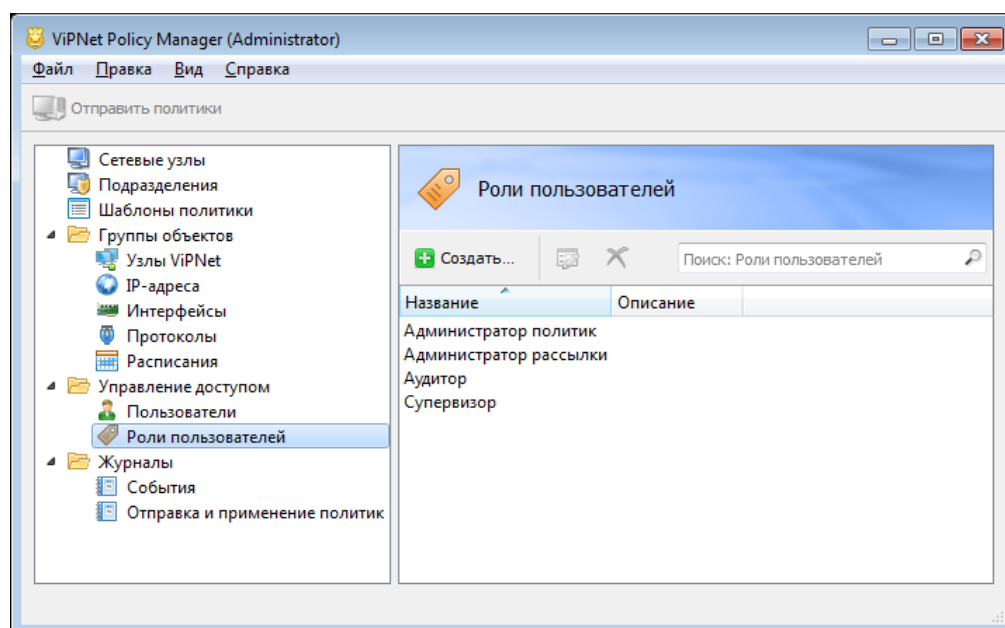 ViPNet Policy Manager (Administrator)
Файл Правка Вид Справка
Отправить политики
Сетевые узлы
Подразделения
Шаблоны политики
Группы объектов
Узлы ViPNet
IP-адреса
Интерфейсы
Протоколы
Расписания
Управление доступом
Пользователи
Роли пользователей
Журналы
События
Отправка и применение политик
Роли пользователей
Создать...
Поиск: Роли пользователей
Название Описание
Администратор политик
Администратор рассылки
Аудитор
Супервизор